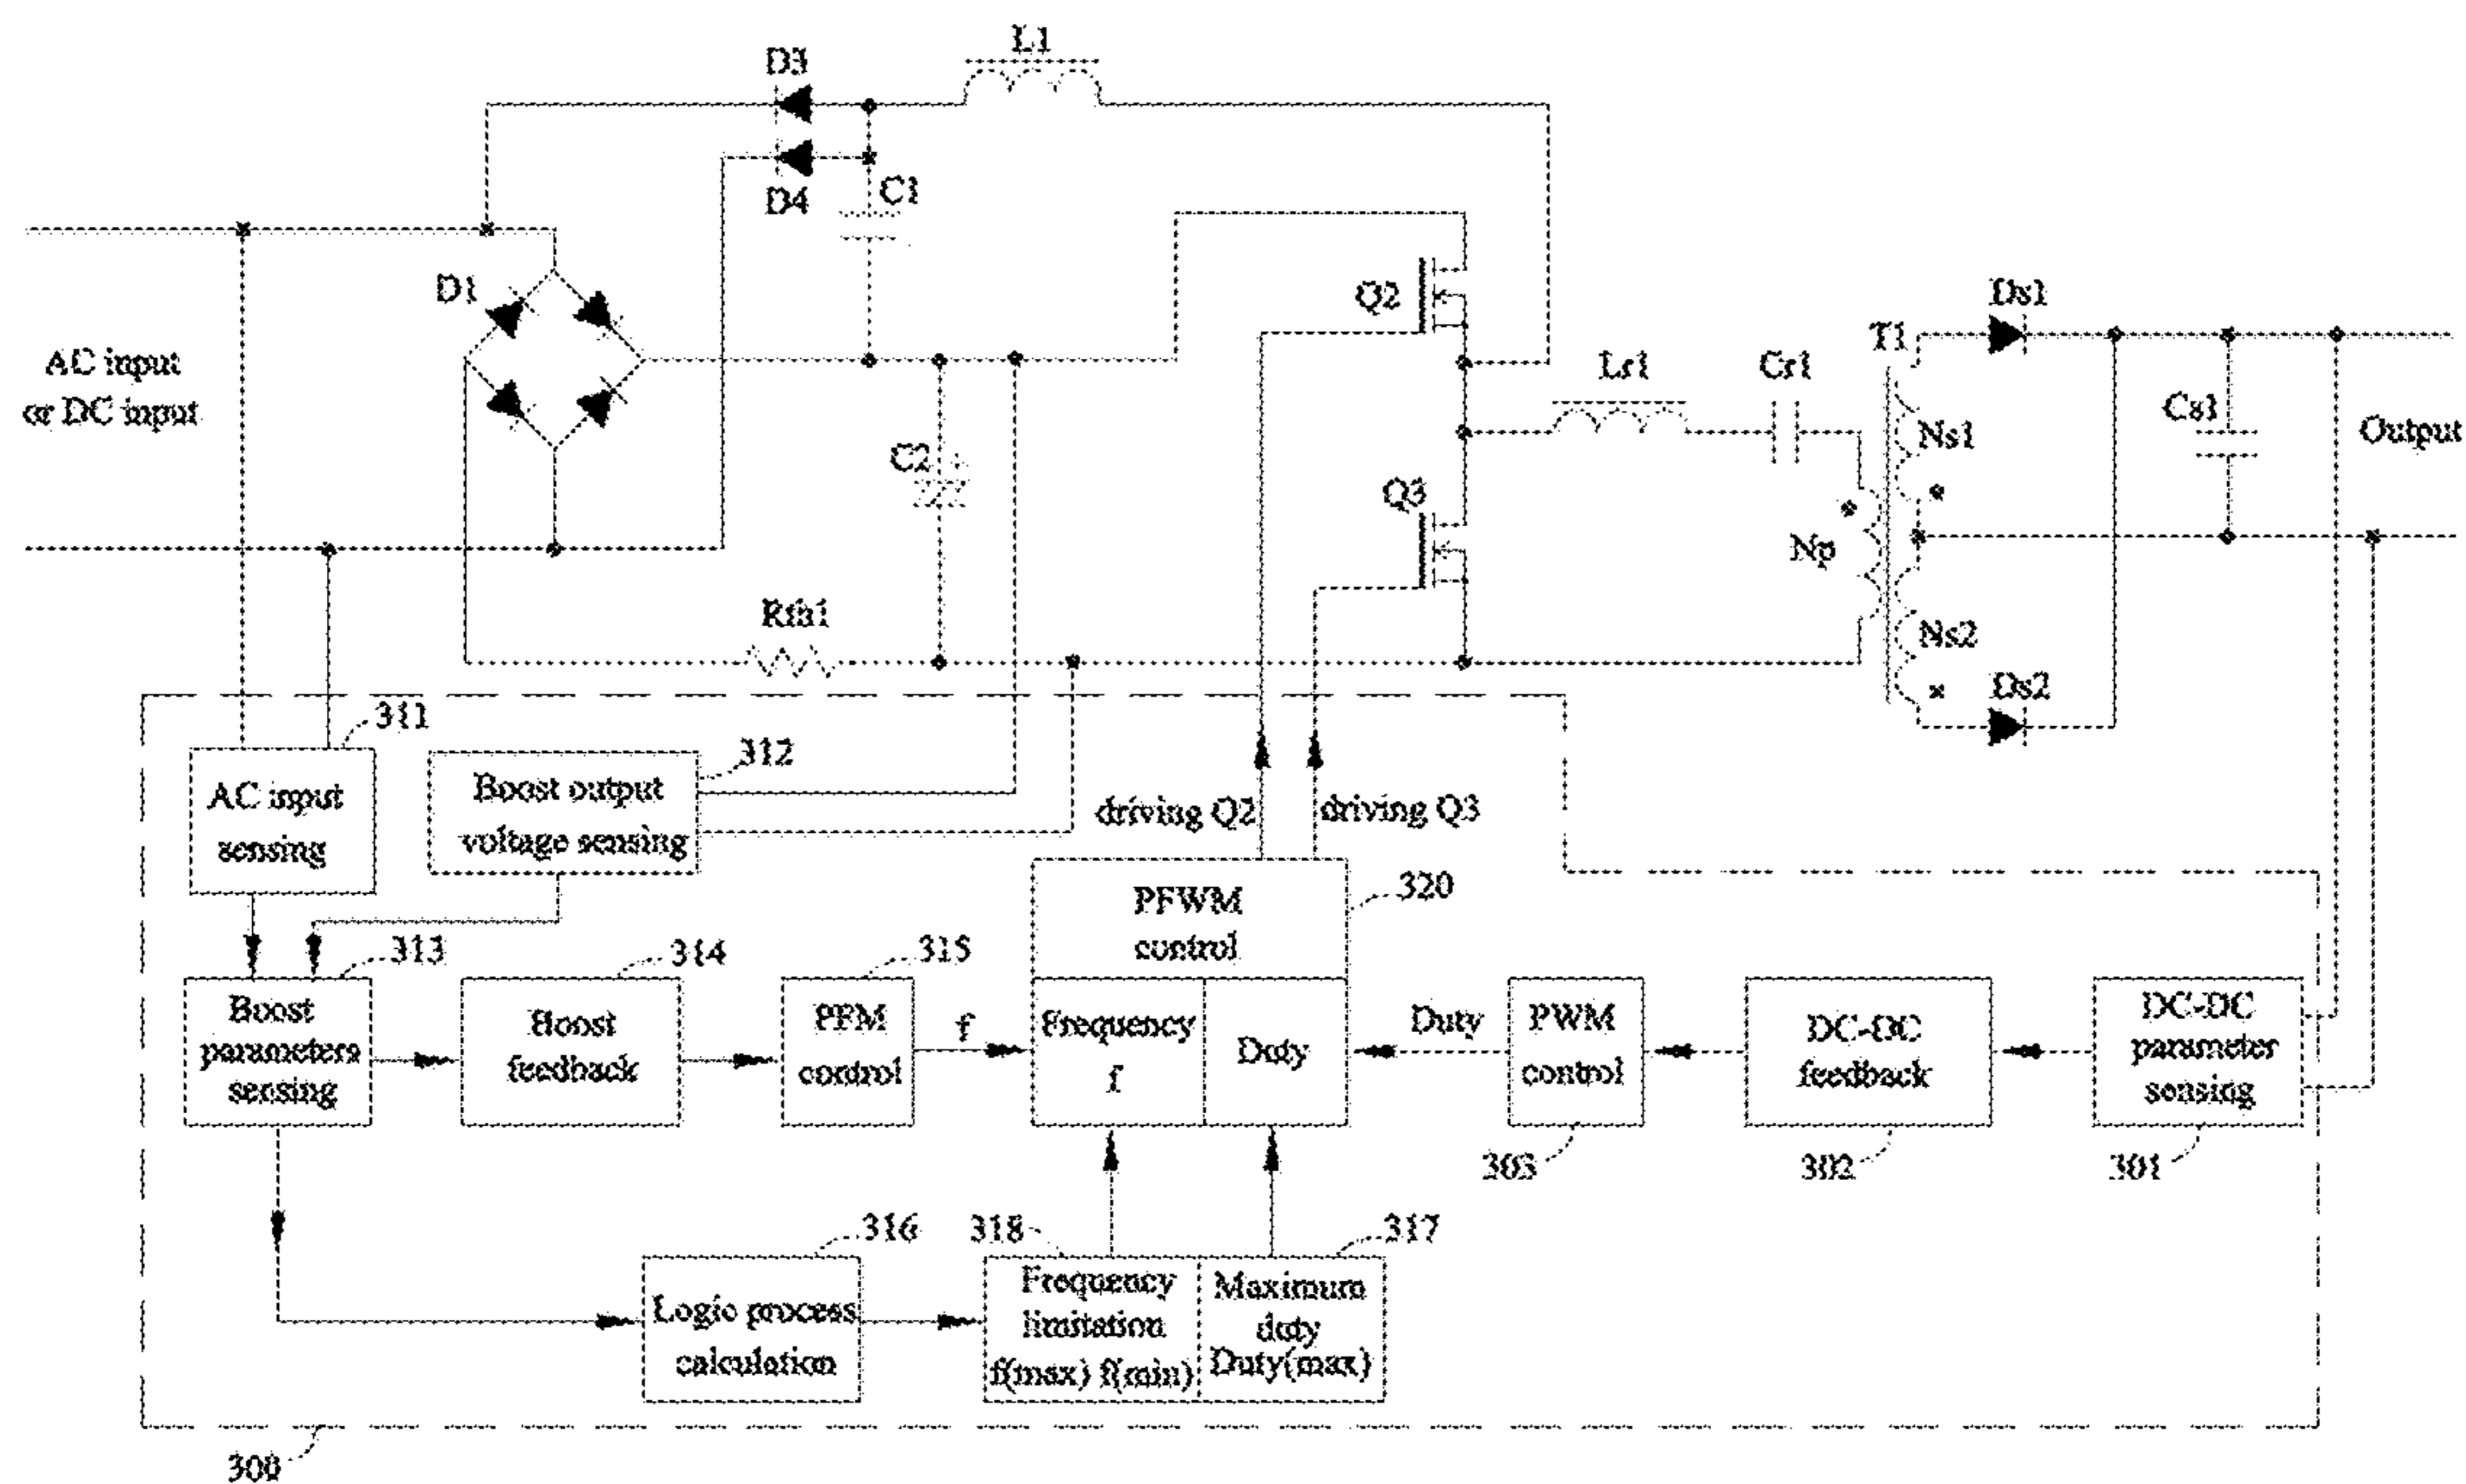 L1
D3
D4
C1
D1
Q2
Ds1
T1
AC input
or DC input
Lr1
Cr1
Cs1
Ns1
Output
C2
Q3
Np
Rth1
Ns2
Ds2
311
312
AC input
sensing
Boost output
voltage sensing
driving Q2
driving Q3
PFWM
control
320
313
314
315
Boost
parameters
sensing
Boost
feedback
PFM
control
f
Frequency
f
Duty
Duty
PWM
control
DC-DC
feedback
DC-DC
parameter
sensing
303
302
301
316
318
317
Logic process
calculation
Frequency
limitation
f(max) f(min)
Maximum
duty
Duty(max)
300